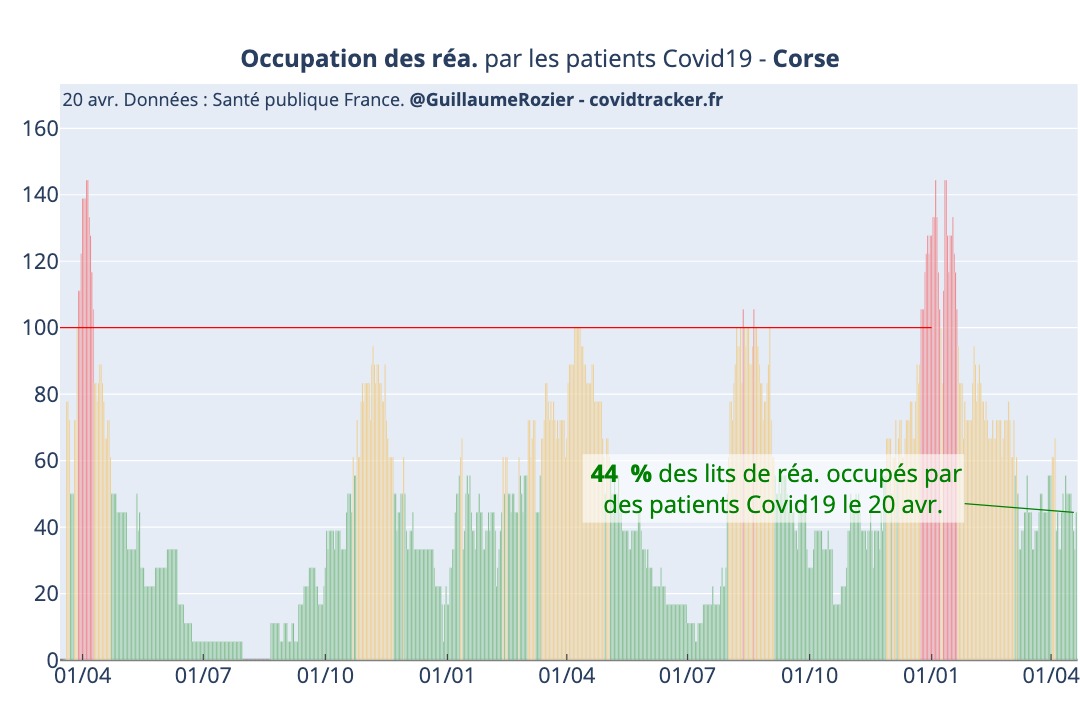 Occupation des réa. par les patients Covid19 - Corse
20 avr. Données : Santé publique France. @GuillaumeRozier - covidtracker.fr
160
140
120
100
80
60
44 % des lits de réa. occupés par
des patients Covid19 le 20 avr.
40
20
0
01/04 01/07 01/10 01/01 01/04 01/07 01/10 01/01 01/04